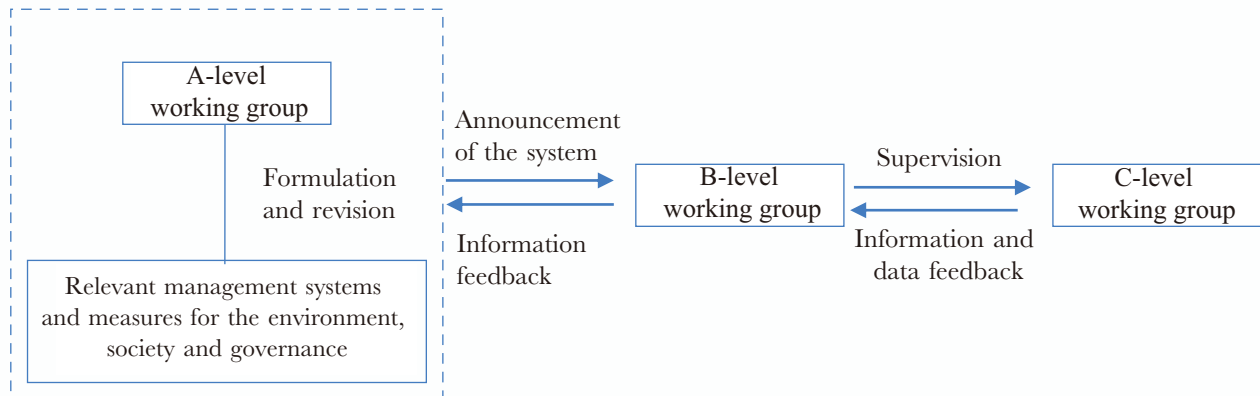 A-level
working group
Formulation
and revision
Relevant management systems
and measures for the environment,
society and governance
Announcement
of the system
Information
feedback
B-level
working group
Supervision
Information and
data feedback
C-level
working group